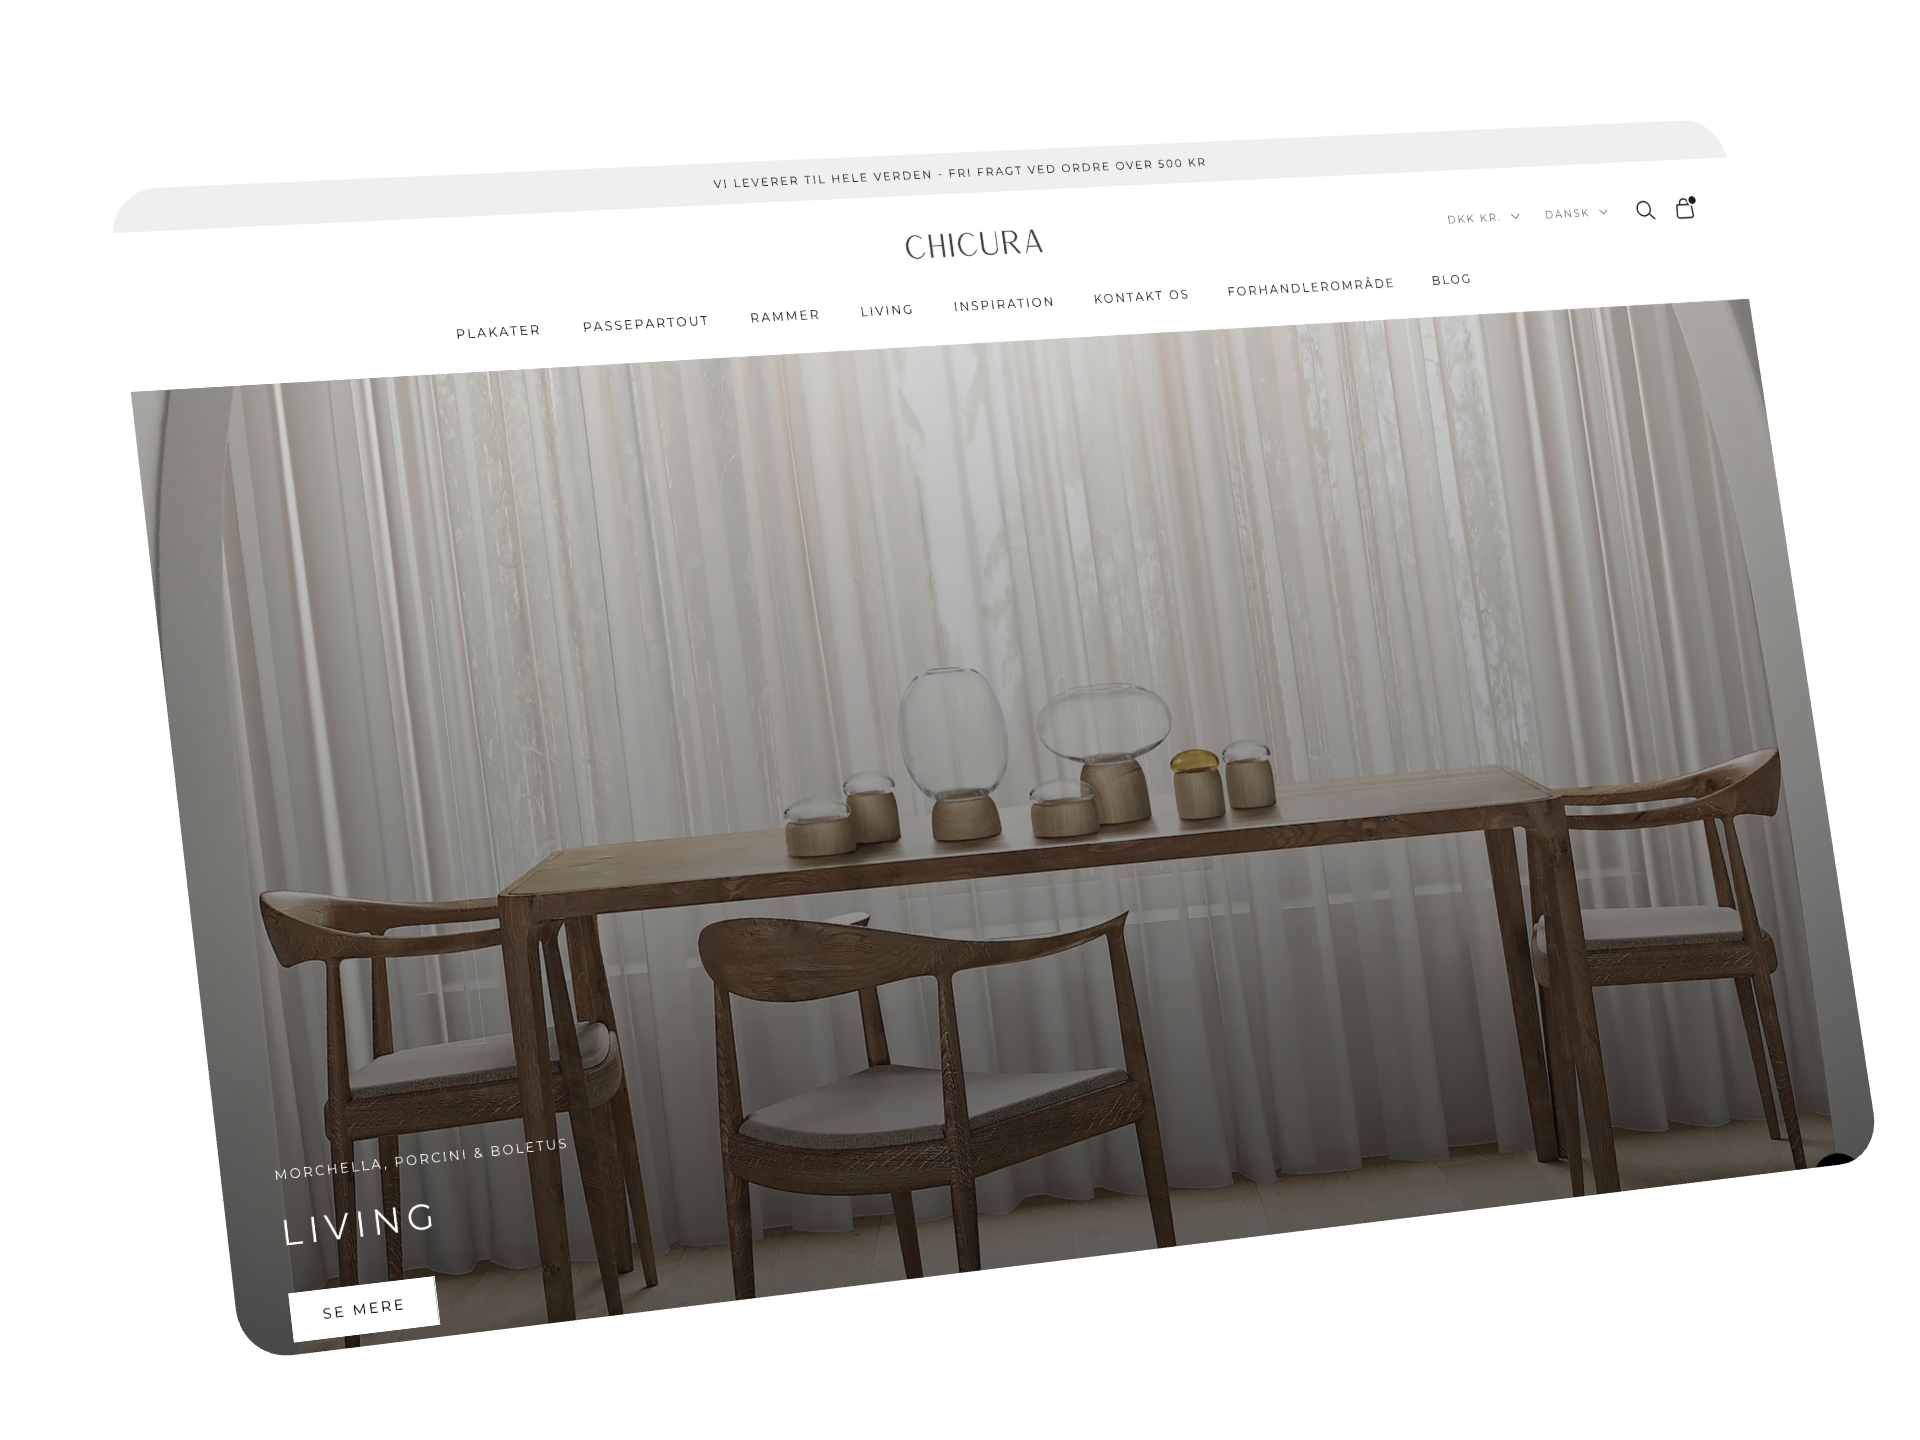 VI LEVERER TIL HELE VERDEN - FRI FRAGT VED ORDRE OVER 500 KR
DKK KR. DANSK
CHICURA
PLAKATER PASSEPARTOUT RAMMER LIVING INSPIRATION KONTAKT OS FORHANDLEROMRÅDE BLOG
MORCHELLA, PORCINI & BOLETUS
LIVING
SE MERE